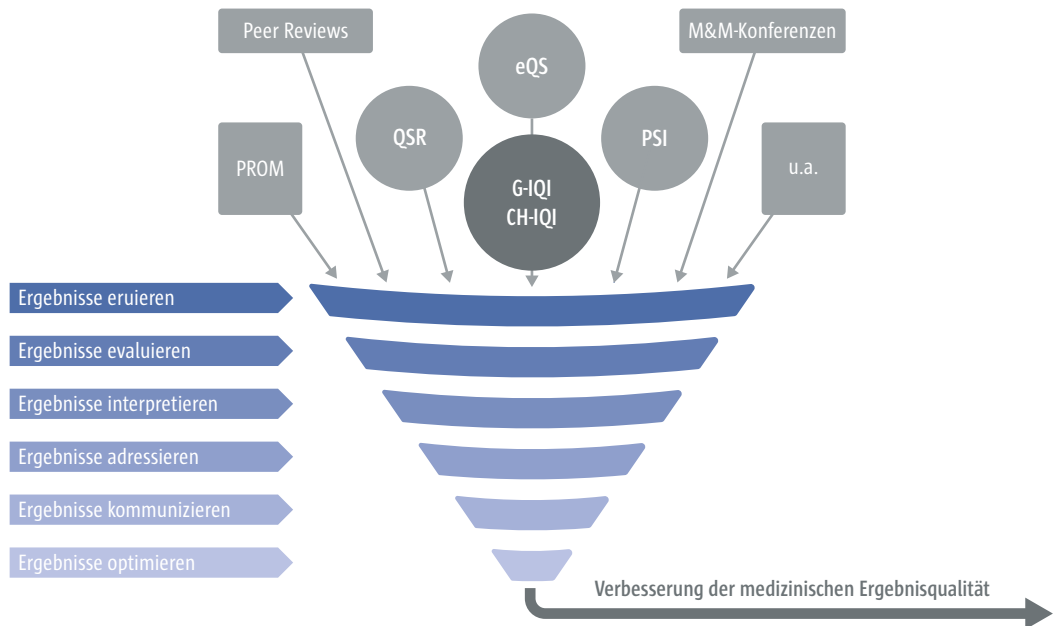 Peer Reviews
eQS
M&M-Konferenzen
QSR
PSI
PROM
G-IQI
CH-IQI
u.a.
Ergebnisse eruieren
Ergebnisse evaluieren
Ergebnisse interpretieren
Ergebnisse adressieren
Ergebnisse kommunizieren
Ergebnisse optimieren
Verbesserung der medizinischen Ergebnisqualität